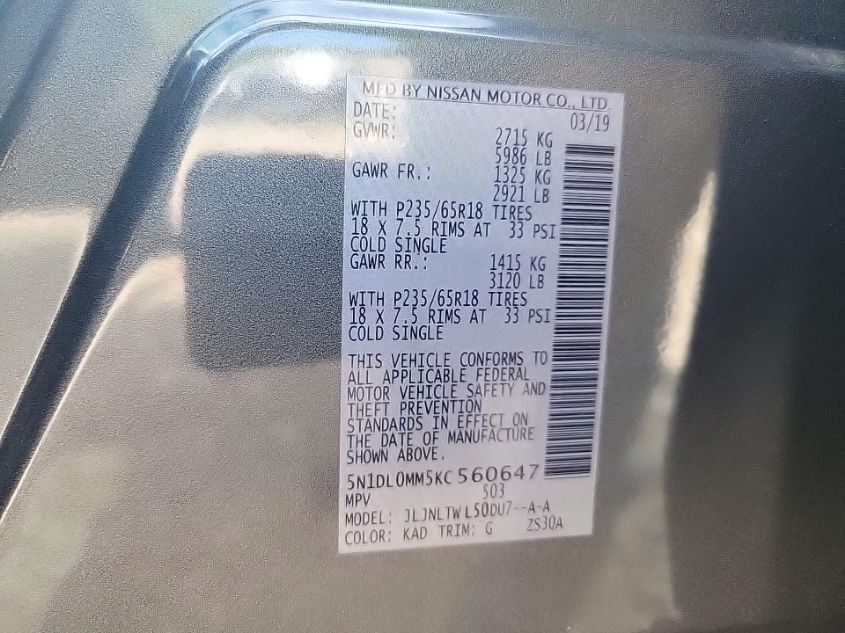 MFD BY NISSAN MOTOR CO., LTD.
DATE: 03/19
GVWR: 2715 KG
5986 LB
GAWR FR.: 1325 KG
2921 LB
WITH P235/65R18 TIRES
18 X 7.5 RIMS AT 33 PSI
COLD SINGLE
GAWR RR.: 1415 KG
3120 LB
WITH P235/65R18 TIRES
18 X 7.5 RIMS AT 33 PSI
COLD SINGLE
THIS VEHICLE CONFORMS TO
ALL APPLICABLE FEDERAL
MOTOR VEHICLE SAFETY AND
THEFT PREVENTION
STANDARDS IN EFFECT ON
THE DATE OF MANUFACTURE
SHOWN ABOVE.
5N1DL0MM5KC560647
MPV 503
MODEL: JLJNLTWL50DU7--A-A
COLOR: KAD TRIM: G ZS30A